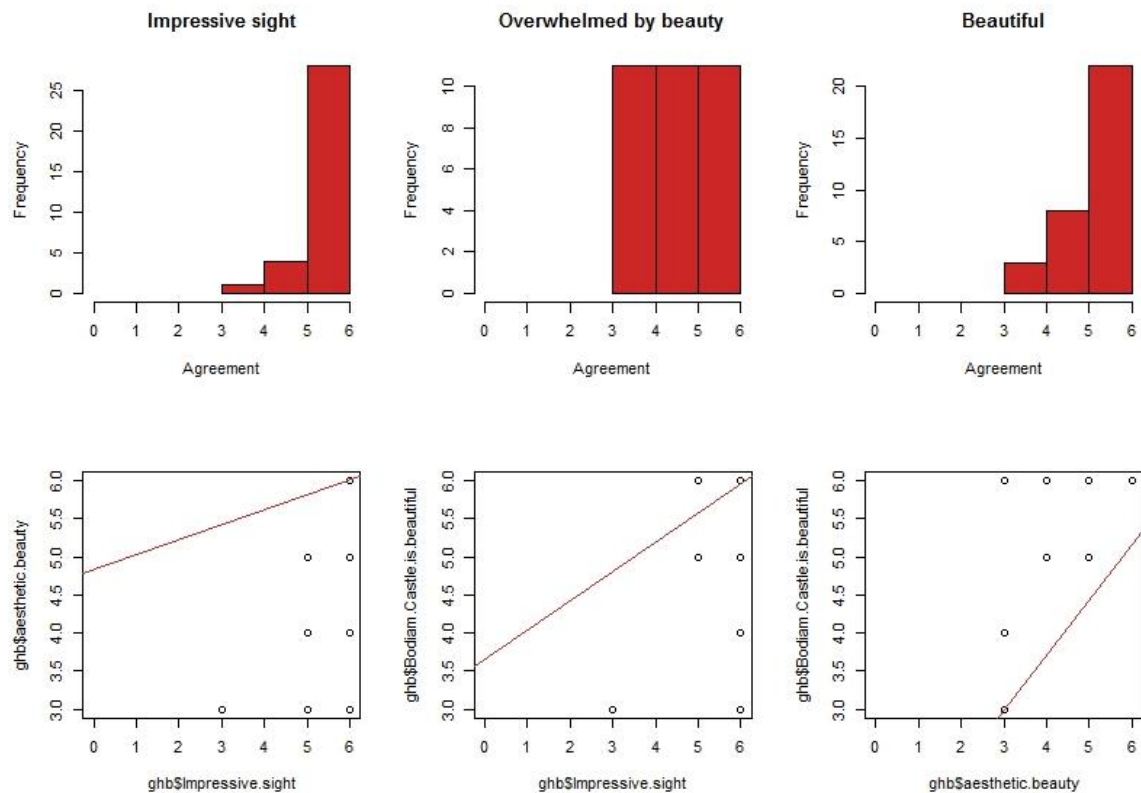 Impressive sight
Overwhelmed by beauty
Beautiful
Frequency
0 5 10 15 20 25
0 1 2 3 4 5 6
Agreement
Frequency
0 2 4 6 8 10
0 1 2 3 4 5 6
Agreement
Frequency
0 5 10 15 20
0 1 2 3 4 5 6
Agreement
ghb$aesthetic.beauty
3.0 3.5 4.0 4.5 5.0 5.5 6.0
0 1 2 3 4 5 6
ghb$Impressive.sight
ghb$Bodiam.Castle.is.beautiful
3.0 3.5 4.0 4.5 5.0 5.5 6.0
0 1 2 3 4 5 6
ghb$Impressive.sight
ghb$Bodiam.Castle.is.beautiful
3.0 3.5 4.0 4.5 5.0 5.5 6.0
0 1 2 3 4 5 6
ghb$aesthetic.beauty